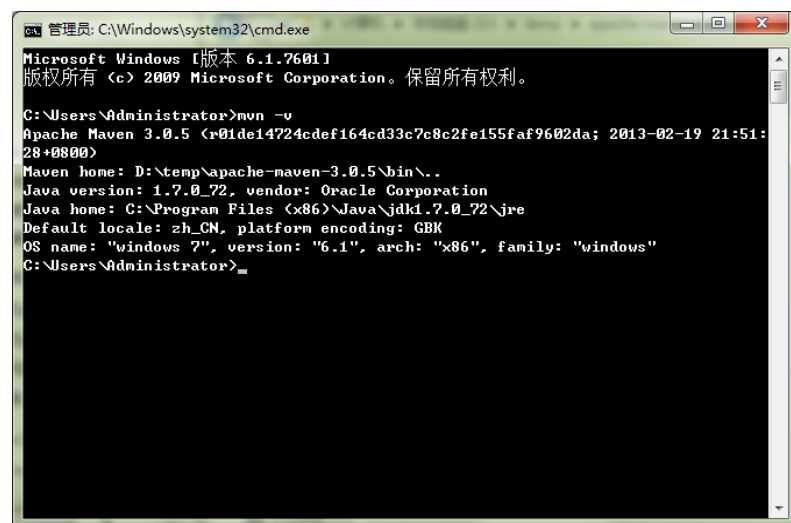 管理员: C:\Windows\system32\cmd.exe
Microsoft Windows [版本 6.1.7601]
版权所有 (c) 2009 Microsoft Corporation。保留所有权利。
C:\Users\Administrator>mvn -v
Apache Maven 3.0.5 (r01de14724cdef164cd33c7c8c2fe155faf9602da; 2013-02-19 21:51:
28+0800)
Maven home: D:\temp\apache-maven-3.0.5\bin\..
Java version: 1.7.0_72, vendor: Oracle Corporation
Java home: C:\Program Files (x86)\Java\jdk1.7.0_72\jre
Default locale: zh_CN, platform encoding: GBK
OS name: "windows 7", version: "6.1", arch: "x86", family: "windows"
C:\Users\Administrator>_